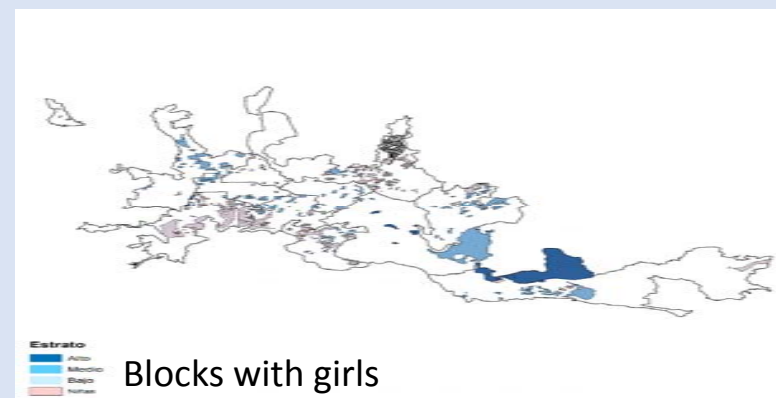 Estrato
Alto
Medio
Bajo
Niñas
Blocks with girls